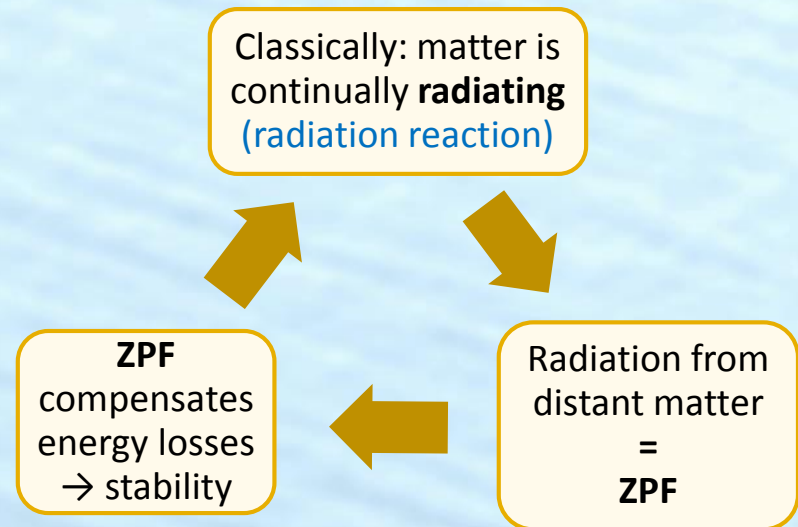 Classically: matter is
continually radiating
(radiation reaction)
ZPF
compensates
energy losses
→ stability
Radiation from
distant matter
=
ZPF